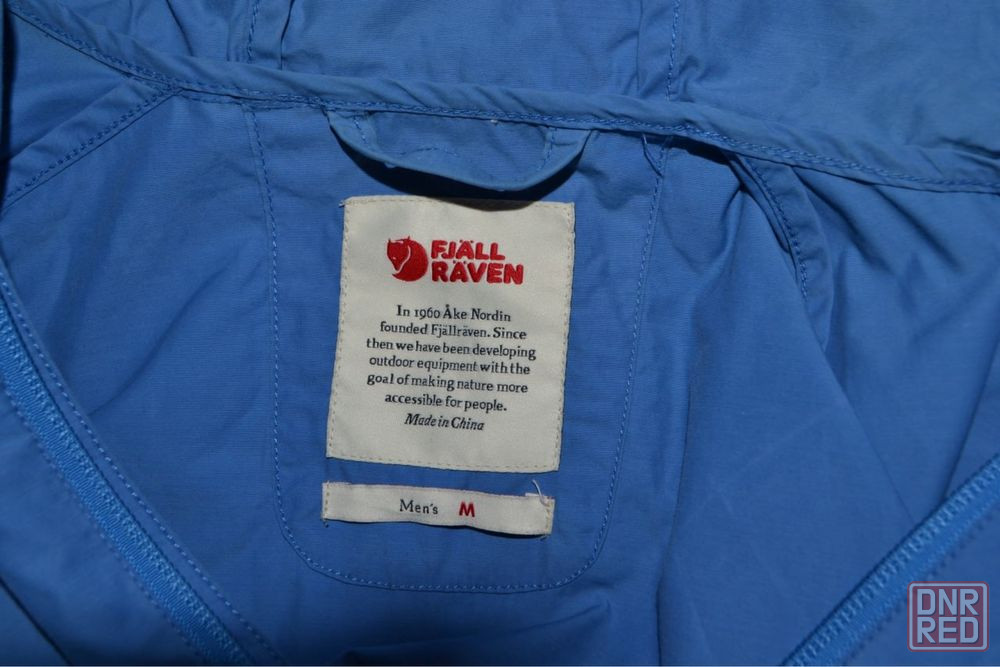 FJÄLL
RÄVEN
In 1960 Åke Nordin
founded Fjällräven. Since
then we have been developing
outdoor equipment with the
goal of making nature more
accessible for people.
Made in China
Men's M
DNR
RED